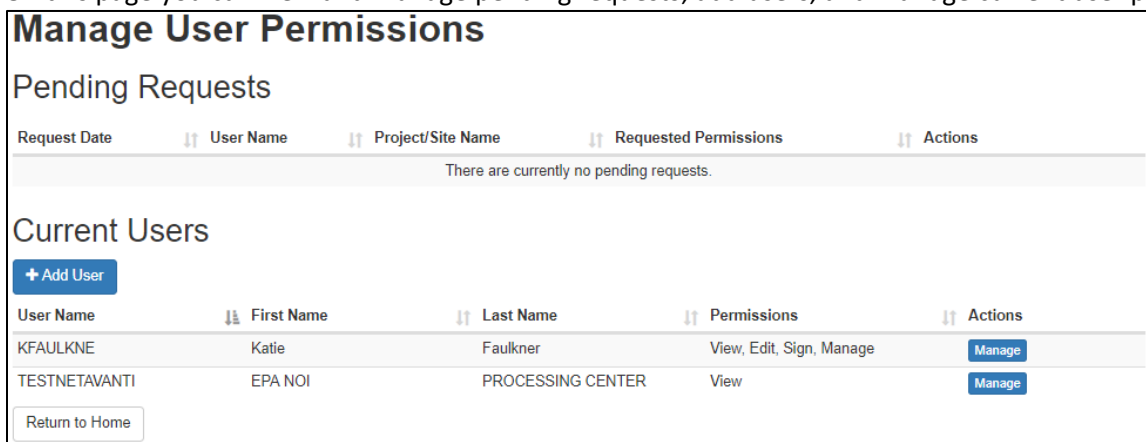 Manage User Permissions
Pending Requests
Request Date User Name Project/Site Name Requested Permissions Actions
There are currently no pending requests.
Current Users
+ Add User
User Name First Name Last Name Permissions Actions
KFAULKNE Katie Faulkner View, Edit, Sign, Manage Manage
TESTNETAVANTI EPA NOI PROCESSING CENTER View Manage
Return to Home